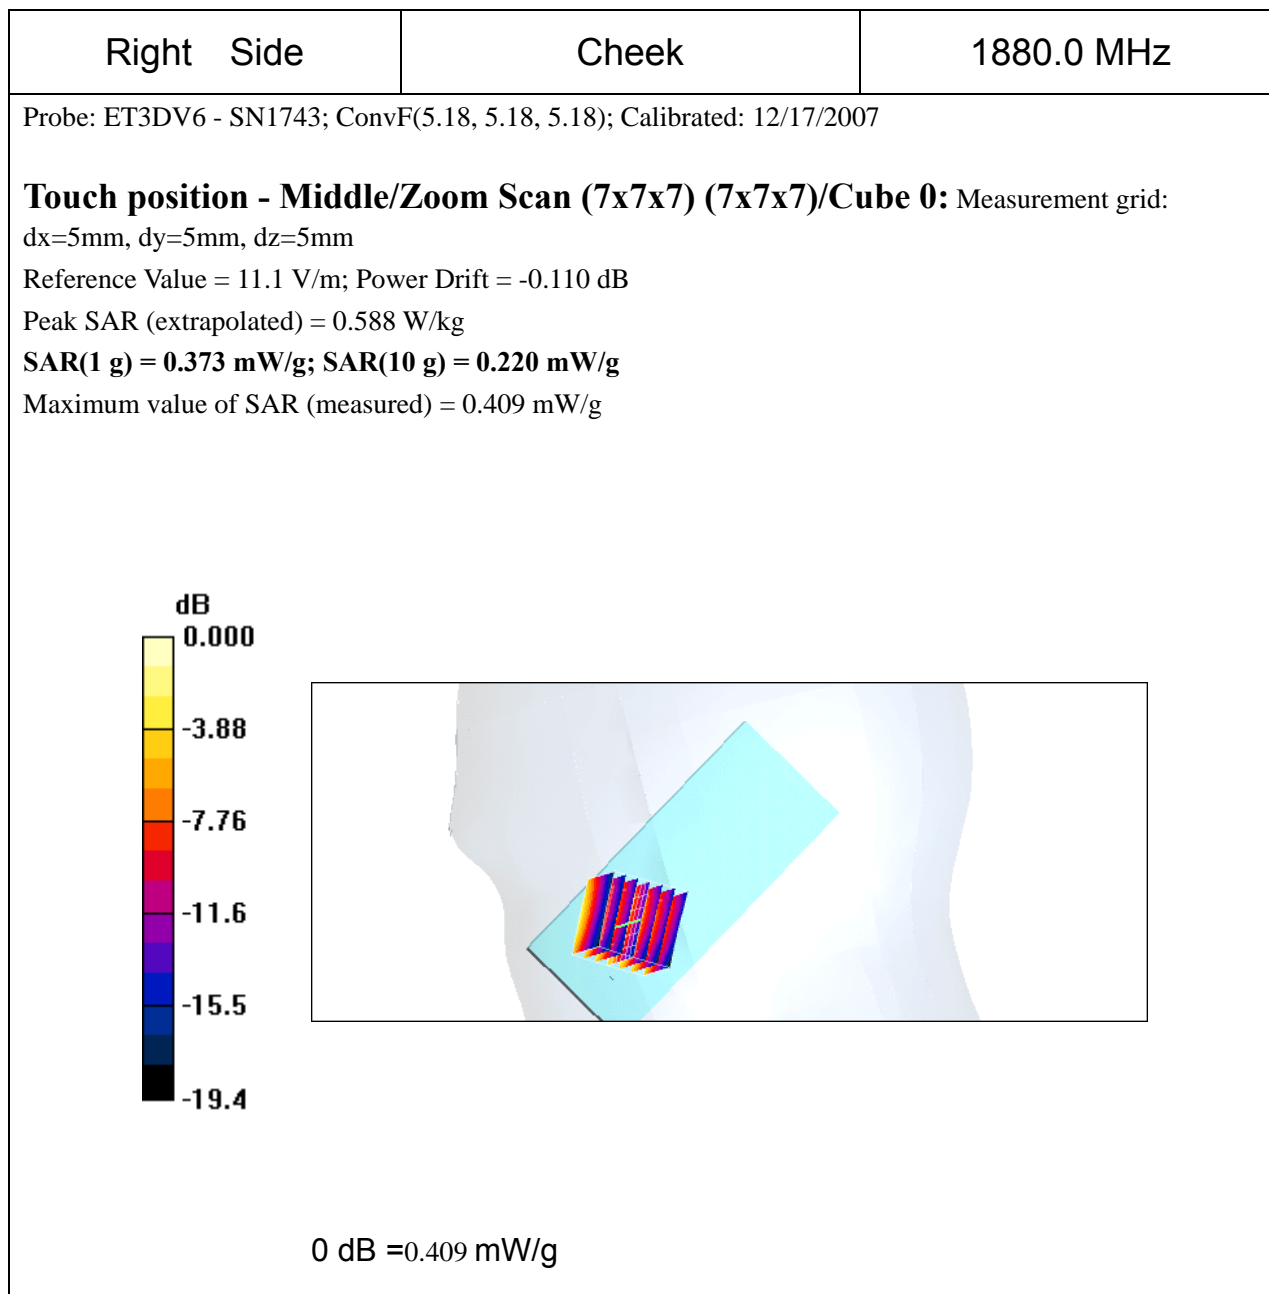 Right Side
Cheek
1880.0 MHz
Probe: ET3DV6 - SN1743; ConvF(5.18, 5.18, 5.18); Calibrated: 12/17/2007
Touch position - Middle/Zoom Scan (7x7x7) (7x7x7)/Cube 0: Measurement grid:
dx=5mm, dy=5mm, dz=5mm
Reference Value = 11.1 V/m; Power Drift = -0.110 dB
Peak SAR (extrapolated) = 0.588 W/kg
SAR(1 g) = 0.373 mW/g; SAR(10 g) = 0.220 mW/g
Maximum value of SAR (measured) = 0.409 mW/g
dB
0.000
-3.88
-7.76
-11.6
-15.5
-19.4
0 dB =0.409 mW/g